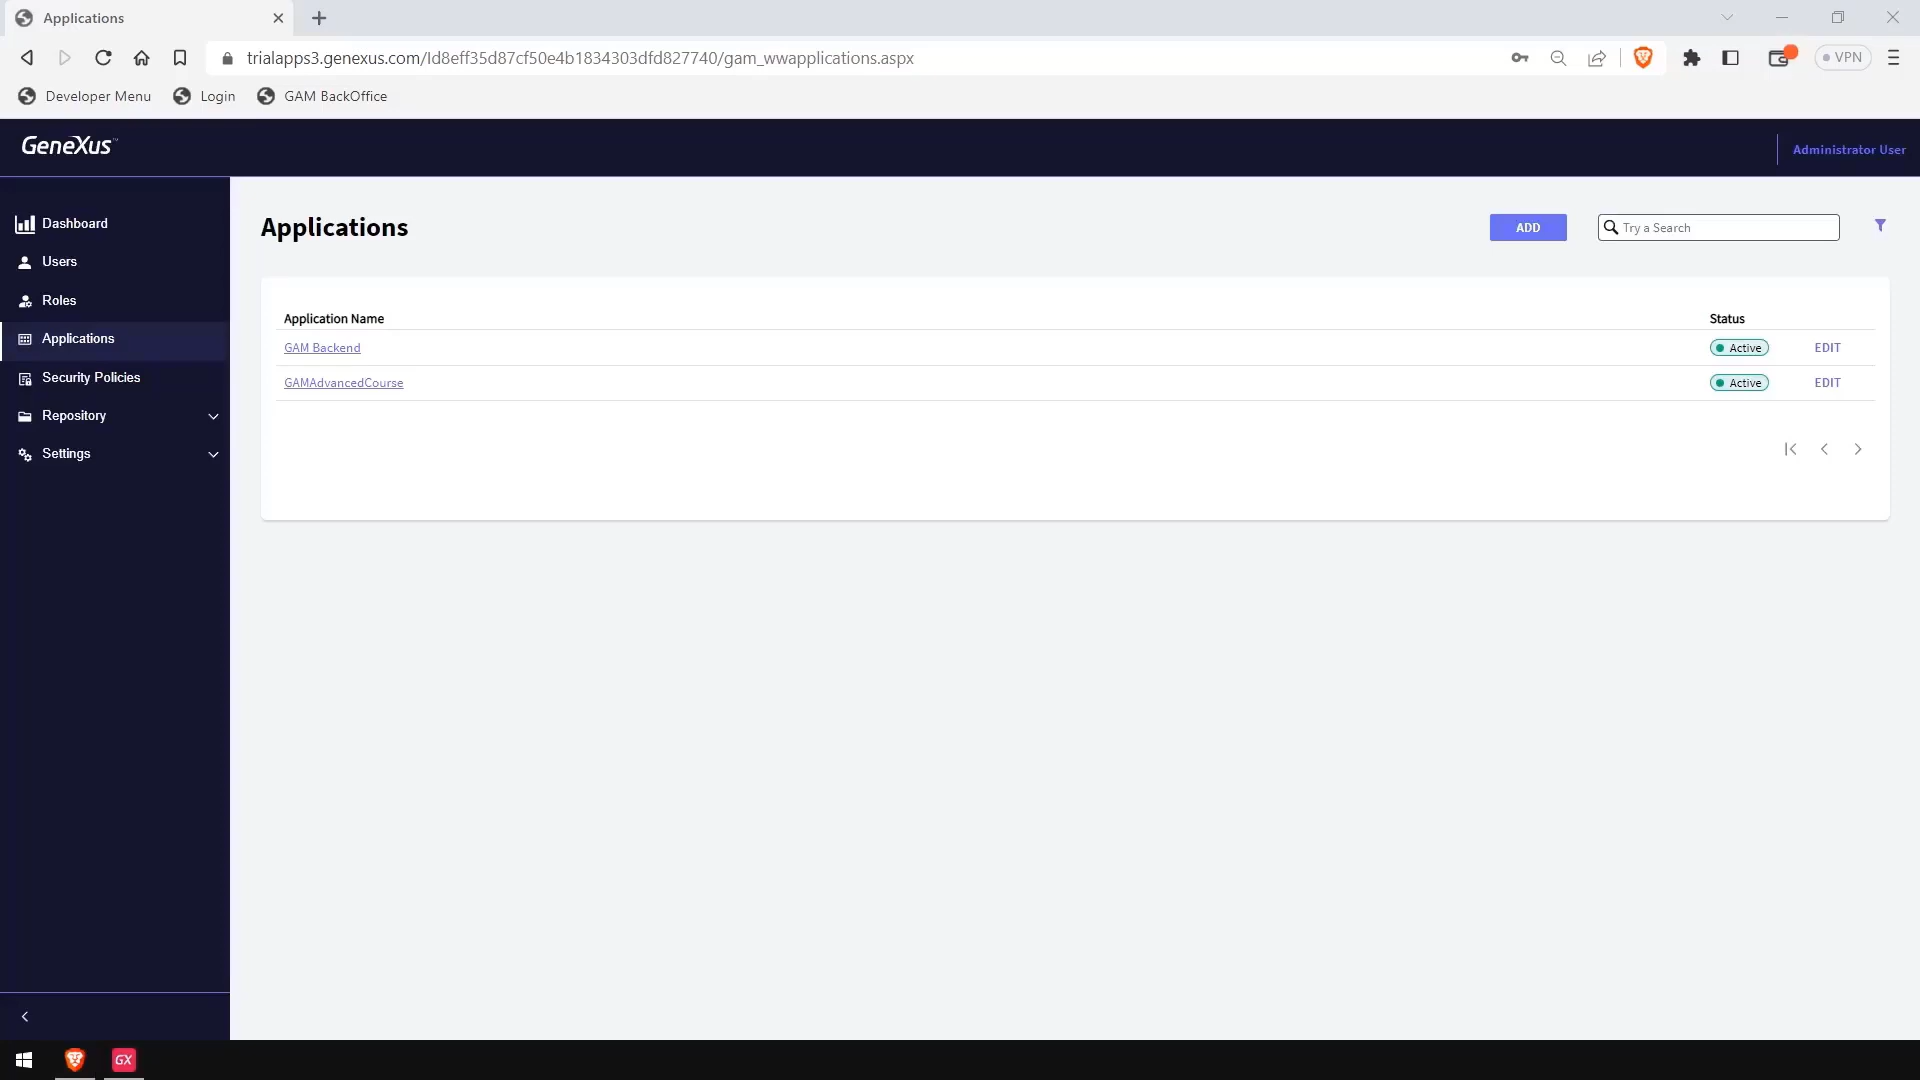 Applications
trialapps3.genexus.com/Id8eff35d87cf50e4b1834303dfd827740/gam_wwapplications.aspx
VPN
Developer Menu
Login
GAM BackOffice
GeneXus™
Administrator User
Dashboard
Users
Roles
Applications
Security Policies
Repository
Settings
Applications
ADD
Try a Search
Application Name
Status
GAM Backend
Active
EDIT
GAMAdvancedCourse
Active
EDIT
GX